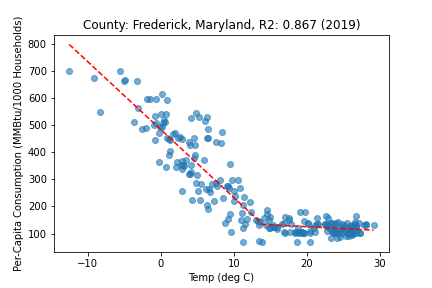 County: Frederick, Maryland, R2: 0.867 (2019)
Per-Capita Consumption (MMBtu/1000 Households)
800
700
600
500
400
300
200
100
−10 0 10 20 30
Temp (deg C)